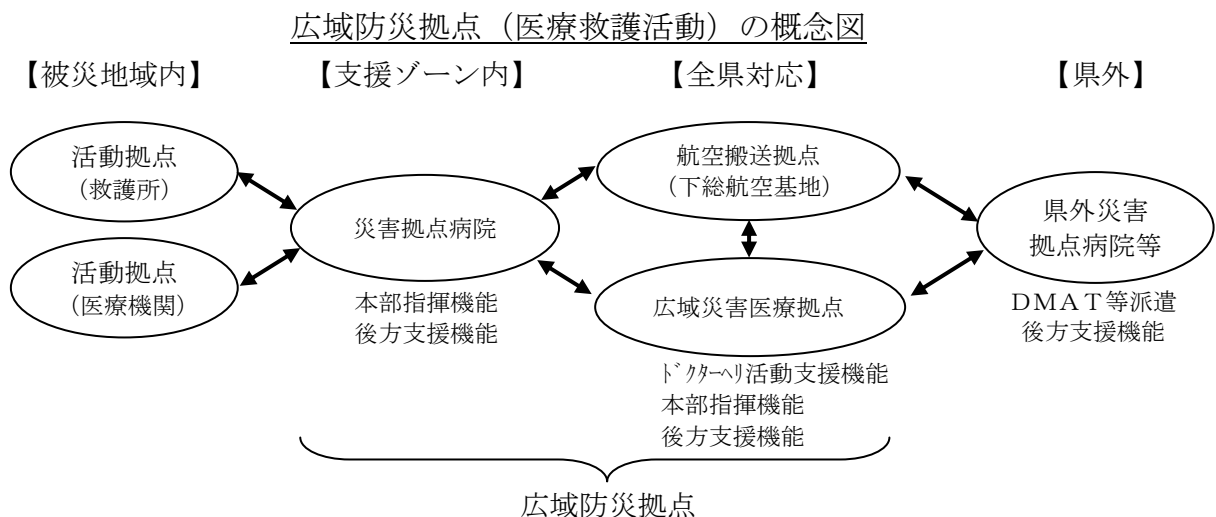 広域防災拠点（医療救護活動）の概念図
【被災地域内】
【支援ゾーン内】
【全県対応】
【県外】
活動拠点
（救護所）
活動拠点
（医療機関）
災害拠点病院
本部指揮機能
後方支援機能
航空搬送拠点
（下総航空基地）
広域災害医療拠点
ﾄﾞｸﾀｰﾍﾘ活動支援機能
本部指揮機能
後方支援機能
県外災害
拠点病院等
ＤＭＡＴ等派遣
後方支援機能
広域防災拠点